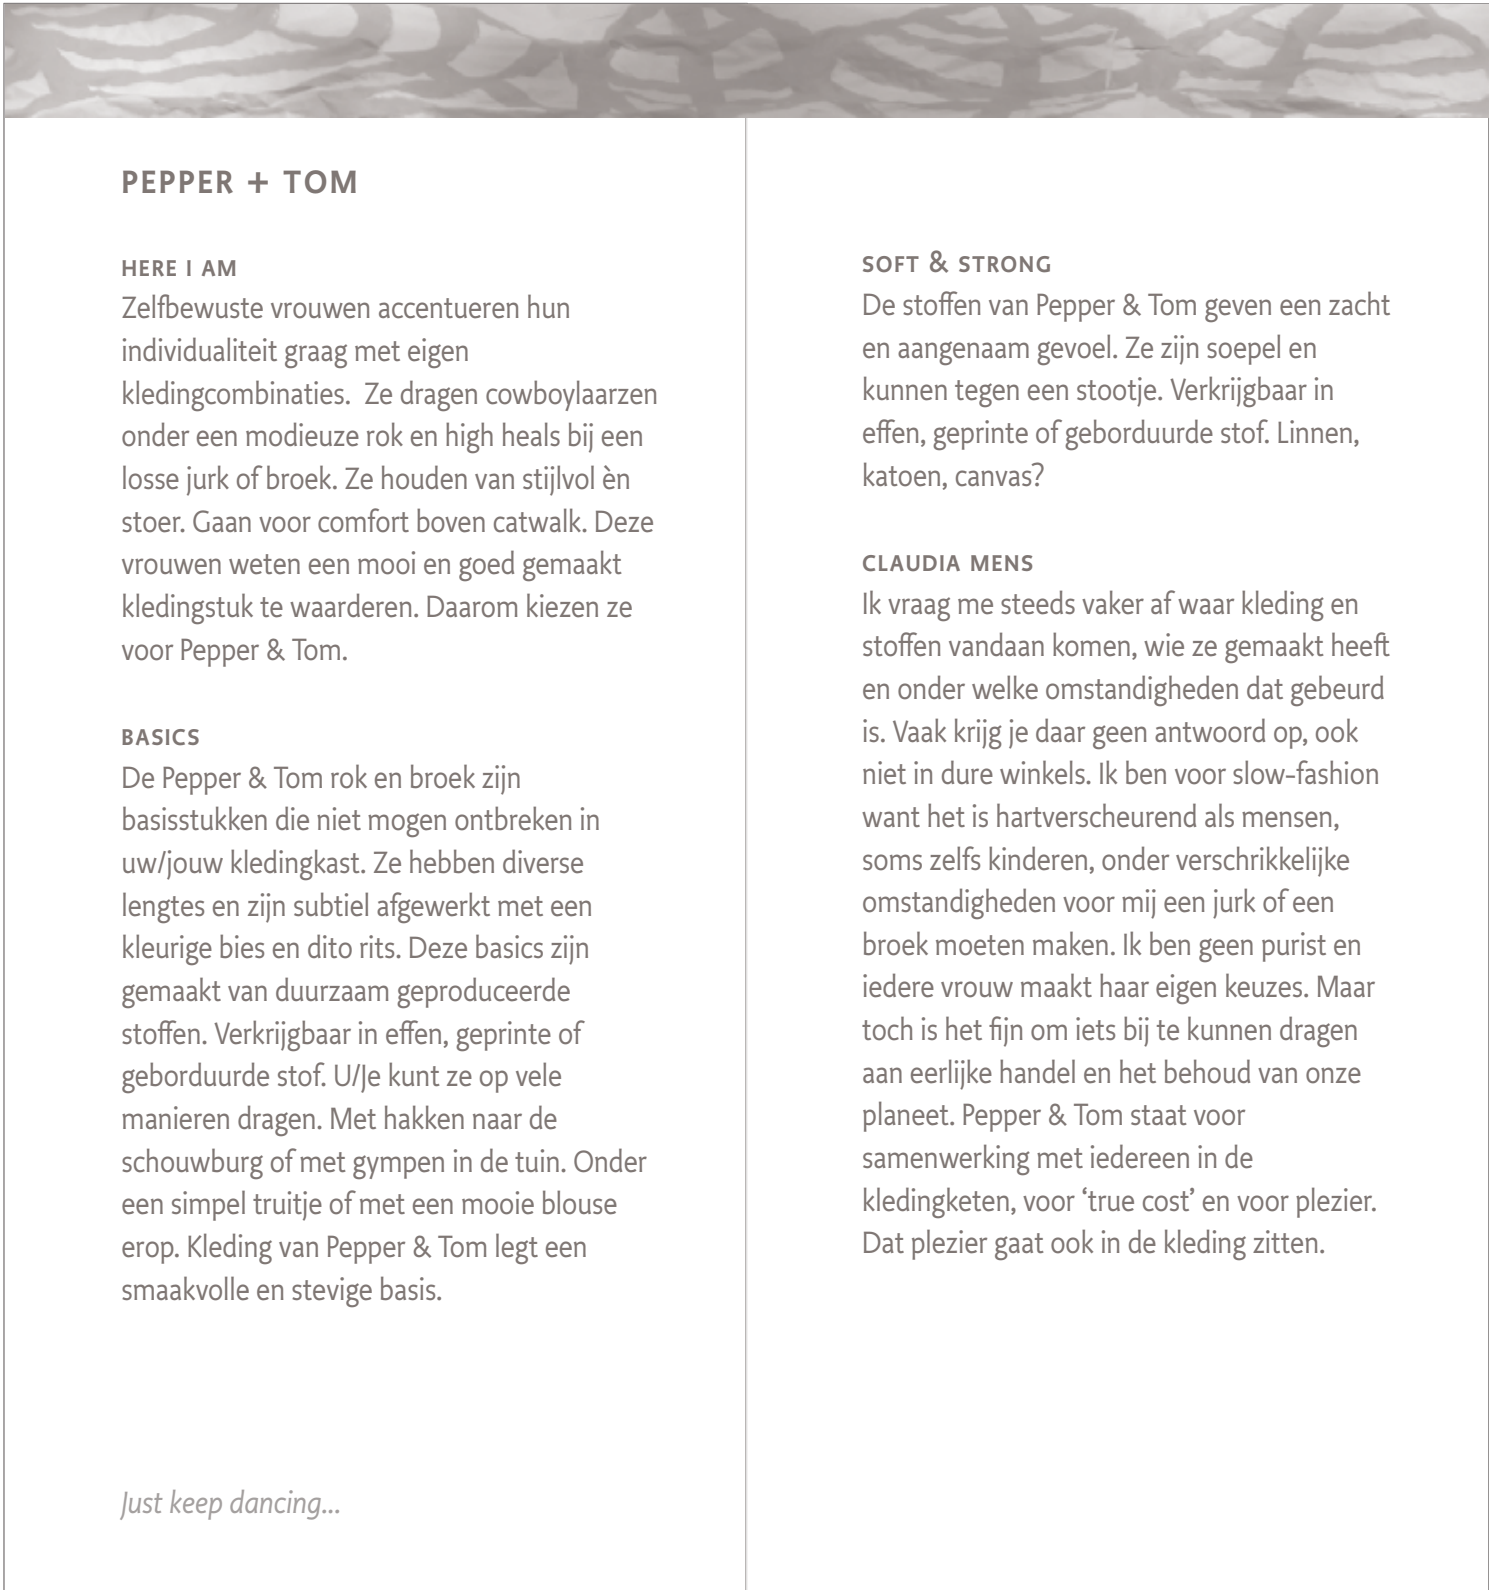 PEPPER + TOM
HERE I AM
Zelfbewuste vrouwen accentueren hun
individualiteit graag met eigen
kledingcombinaties.  Ze dragen cowboylaarzen
onder een modieuze rok en high heels bij een
losse jurk of broek. Ze houden van stijlvol èn
stoer. Gaan voor comfort boven catwalk. Deze
vrouwen weten een mooi en goed gemaakt
kledingstuk te waarderen. Daarom kiezen ze
voor Pepper & Tom.
BASICS
De Pepper & Tom rok en broek zijn
basisstukken die niet mogen ontbreken in
uw/jouw kledingkast. Ze hebben diverse
lengtes en zijn subtiel afgewerkt met een
kleurige bies en dito rits. Deze basics zijn
gemaakt van duurzaam geproduceerde
stoffen. Verkrijgbaar in effen, geprinte of
geborduurde stof. U/Je kunt ze op vele
manieren dragen. Met hakken naar de
schouwburg of met gympen in de tuin. Onder
een simpel truitje of met een mooie blouse
erop. Kleding van Pepper & Tom legt een
smaakvolle en stevige basis.
Just keep dancing...
SOFT & STRONG
De stoffen van Pepper & Tom geven een zacht
en aangenaam gevoel. Ze zijn soepel en
kunnen tegen een stootje. Verkrijgbaar in
effen, geprinte of geborduurde stof. Linnen,
katoen, canvas?
CLAUDIA MENS
Ik vraag me steeds vaker af waar kleding en
stoffen vandaan komen, wie ze gemaakt heeft
en onder welke omstandigheden dat gebeurd
is. Vaak krijg je daar geen antwoord op, ook
niet in dure winkels. Ik ben voor slow-fashion
want het is hartverscheurend als mensen,
soms zelfs kinderen, onder verschrikkelijke
omstandigheden voor mij een jurk of een
broek moeten maken. Ik ben geen purist en
iedere vrouw maakt haar eigen keuzes. Maar
toch is het fijn om iets bij te kunnen dragen
aan eerlijke handel en het behoud van onze
planeet. Pepper & Tom staat voor
samenwerking met iedereen in de
kledingketen, voor ‘true cost’ en voor plezier.
Dat plezier gaat ook in de kleding zitten.